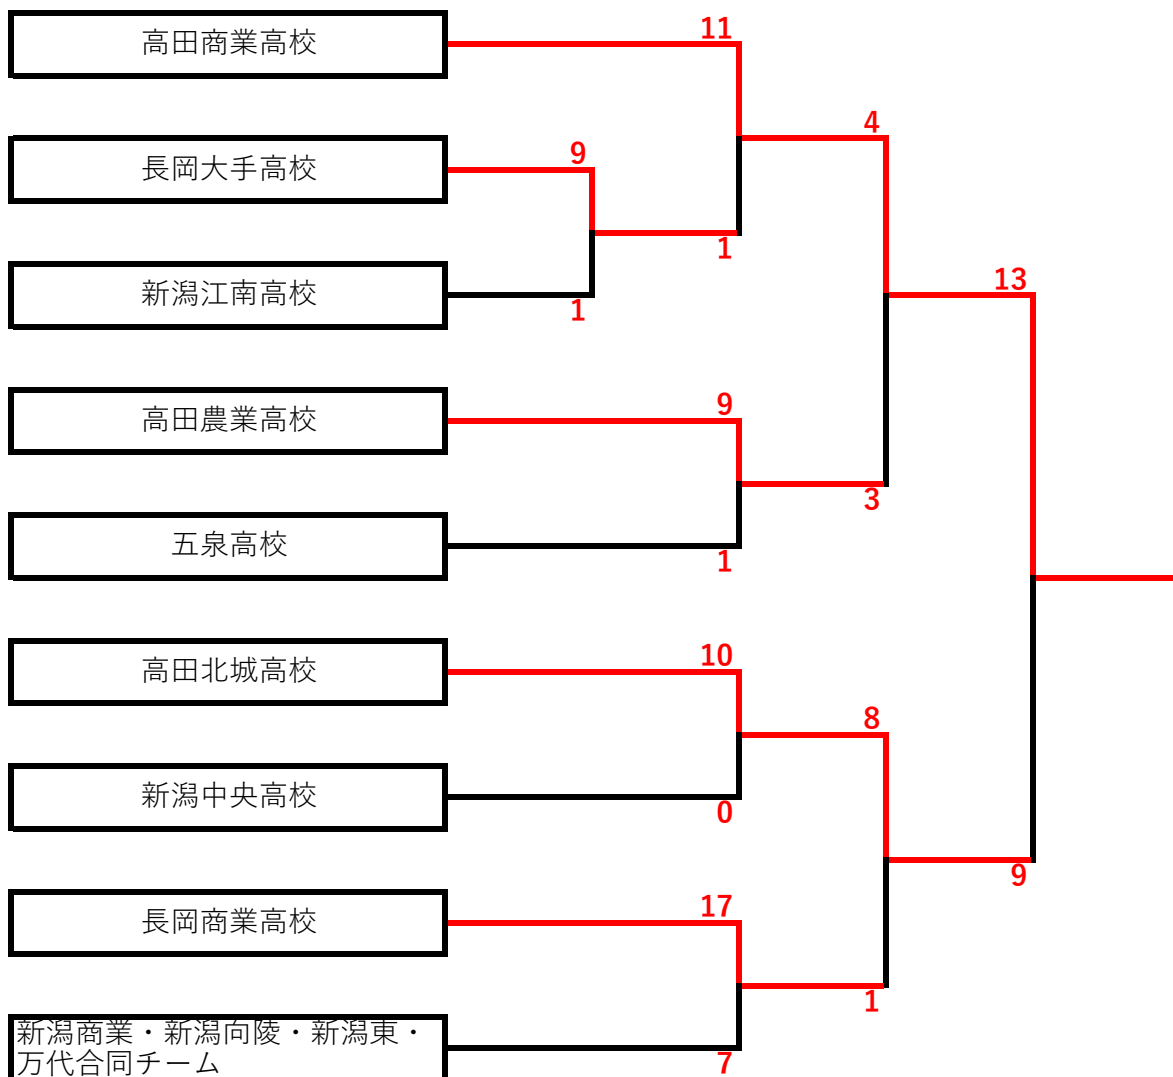 高田商業高校
11
4
長岡大手高校
9
1
新潟江南高校
1
13
高田農業高校
9
3
五泉高校
1
高田北城高校
10
8
新潟中央高校
0
9
長岡商業高校
17
1
新潟商業・新潟向陵・新潟東・
万代合同チーム
7